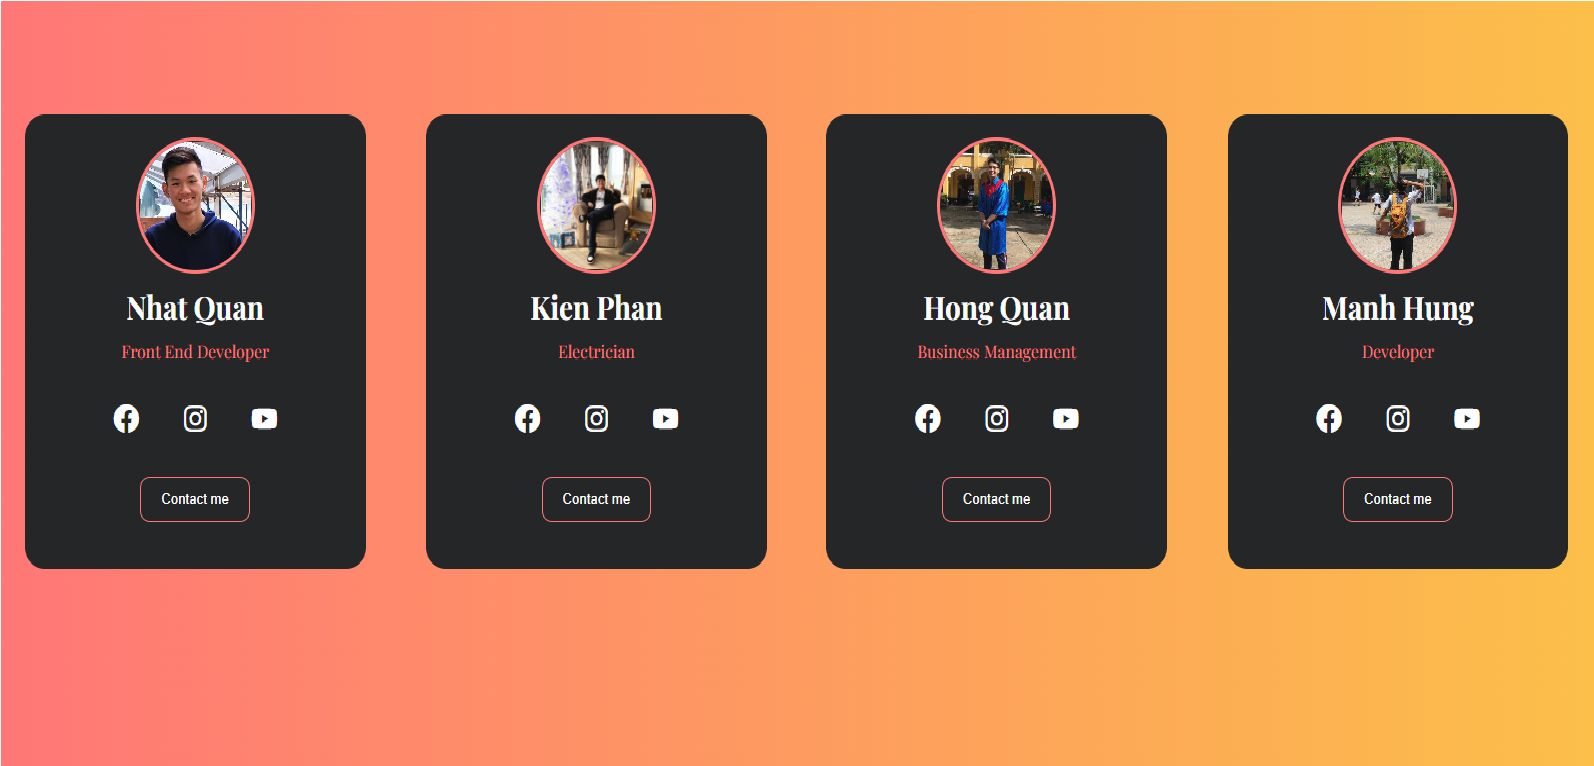 Nhat Quan
Front End Developer
Contact me
Kien Phan
Electrician
Contact me
Hong Quan
Business Management
Contact me
Manh Hung
Developer
Contact me